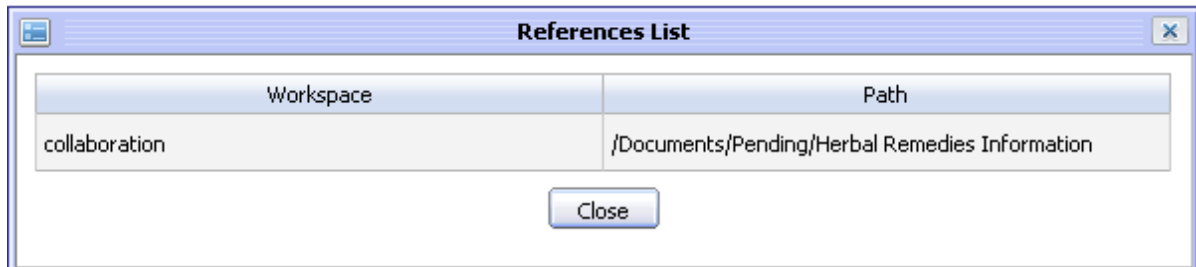 References List
Workspace Path
collaboration /Documents/Pending/Herbal Remedies Information
Close